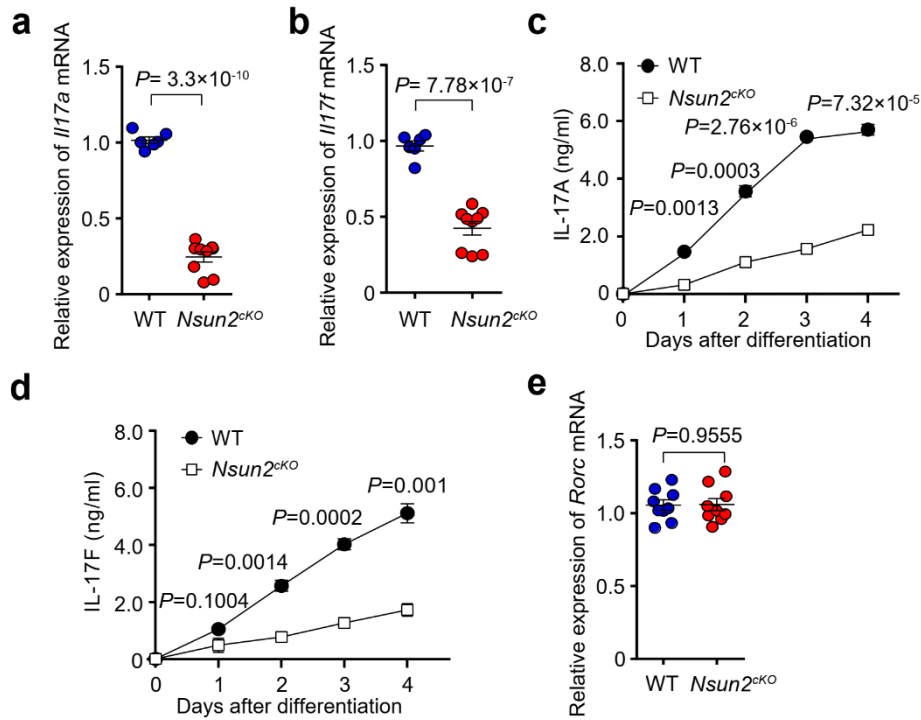 a
P= 3.3×10⁻¹⁰
Relative expression of Il17a mRNA
1.5
1.0
0.5
0
WT Nsun2ᶜᴷᴼ
b
P= 7.78×10⁻⁷
Relative expression of Il17f mRNA
1.5
1.0
0.5
0
WT Nsun2ᶜᴷᴼ
c
WT
Nsun2ᶜᴷᴼ
IL-17A (ng/ml)
8.0
6.0
4.0
2.0
0
P=0.0013
P=0.0003
P=2.76×10⁻⁶
P=7.32×10⁻⁵
0 1 2 3 4
Days after differentiation
d
WT
Nsun2ᶜᴷᴼ
IL-17F (ng/ml)
8.0
6.0
4.0
2.0
0
P=0.1004
P=0.0014
P=0.0002
P=0.001
0 1 2 3 4
Days after differentiation
e
P=0.9555
Relative expression of Rorc mRNA
1.5
1.0
0.5
0
WT Nsun2ᶜᴷᴼ